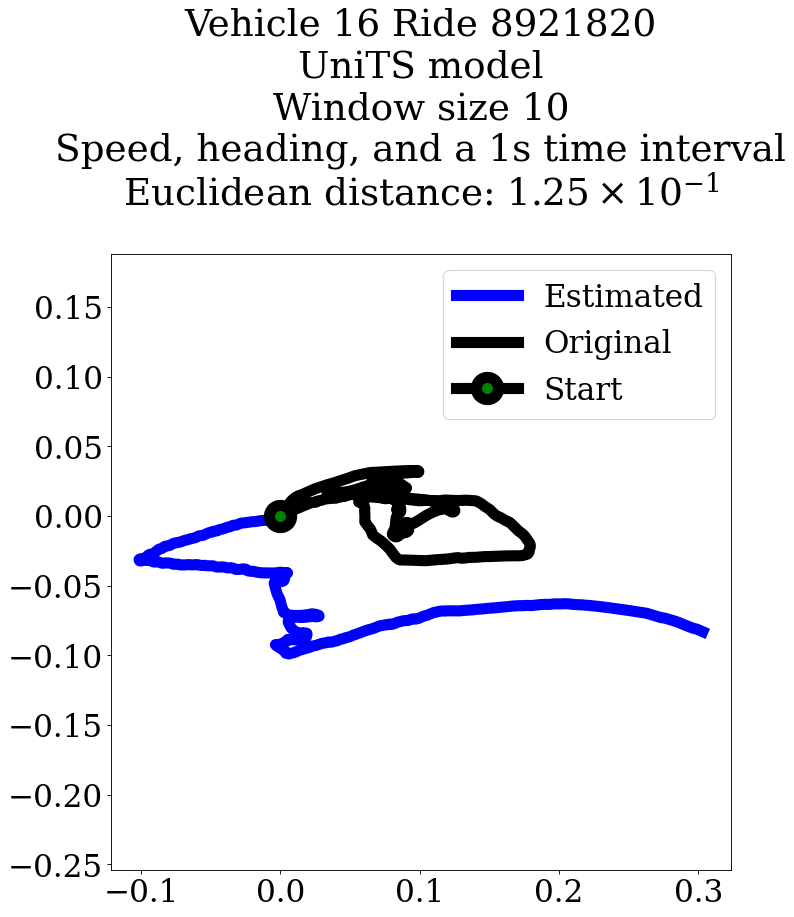 Vehicle 16 Ride 8921820
UniTS model
Window size 10
Speed, heading, and a 1s time interval
Euclidean distance: 1.25 × 10⁻¹
Estimated
Original
Start
0.15
0.10
0.05
0.00
−0.05
−0.10
−0.15
−0.20
−0.25
−0.1 0.0 0.1 0.2 0.3